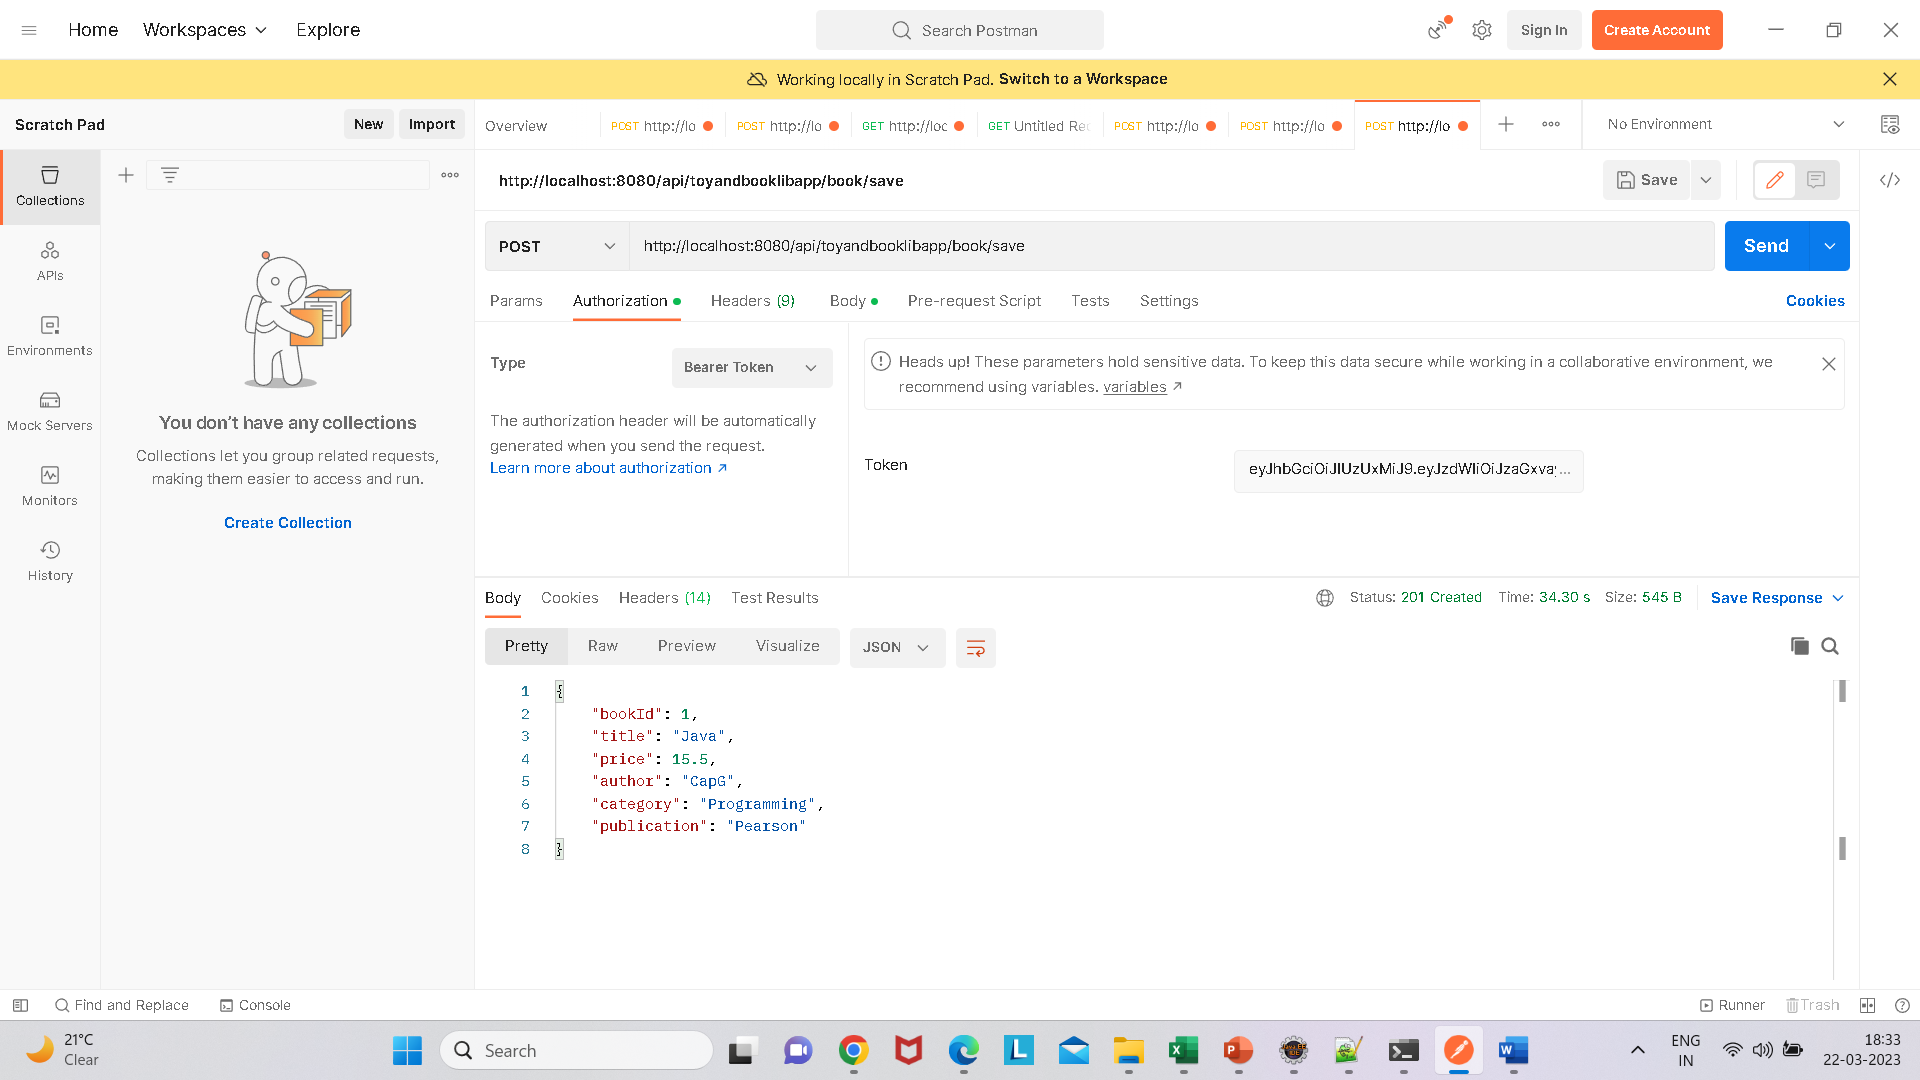 Home Workspaces Explore
Search Postman
Sign In Create Account
Working locally in Scratch Pad. Switch to a Workspace
Scratch Pad New Import
Overview POST http://lo POST http://lo GET http://loc GET Untitled Re POST http://lo POST http://lo POST http://lo
No Environment
Collections
APIs
Environments
Mock Servers
Monitors
History
You don’t have any collections
Collections let you group related requests,
making them easier to access and run.
Create Collection
http://localhost:8080/api/toyandbooklibapp/book/save
Save
POST http://localhost:8080/api/toyandbooklibapp/book/save
Send
Params Authorization Headers (9) Body Pre-request Script Tests Settings
Cookies
Type Bearer Token
The authorization header will be automatically
generated when you send the request.
Learn more about authorization ↗
Heads up! These parameters hold sensitive data. To keep this data secure while working in a collaborative environment, we
recommend using variables. variables ↗
Token
Body Cookies Headers (14) Test Results
Status: 201 Created Time: 34.30 s Size: 545 B Save Response
Pretty Raw Preview Visualize JSON
1 {
2 "bookId": 1,
3 "title": "Java",
4 "price": 15.5,
5 "author": "CapG",
6 "category": "Programming",
7 "publication": "Pearson"
8 }
Find and Replace Console
Runner Trash
21°C
Clear
Search
ENG
IN
18:33
22-03-2023